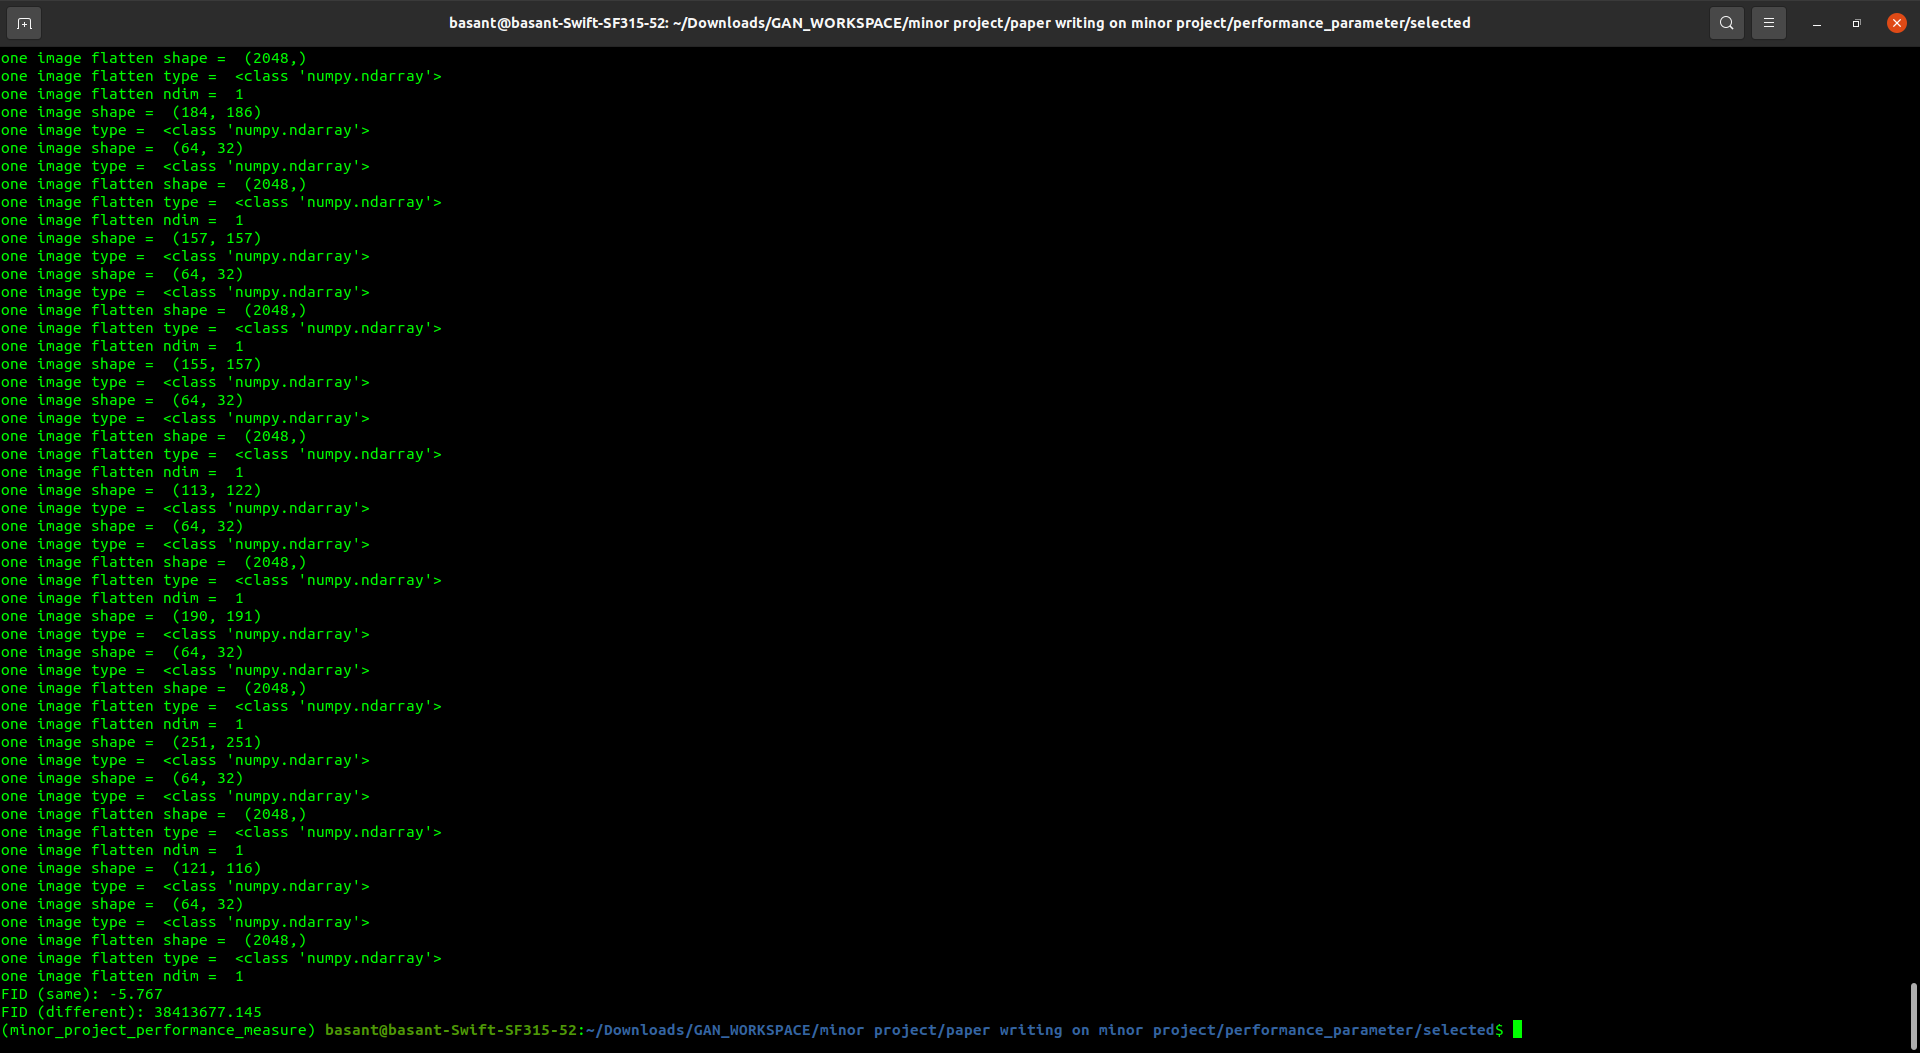 basant@basant-Swift-SF315-52: ~/Downloads/GAN_WORKSPACE/minor project/paper writing on minor project/performance_parameter/selected
one image flatten shape =  (2048,)
one image flatten type =  <class 'numpy.ndarray'>
one image flatten ndim =  1
one image shape =  (184, 186)
one image type =  <class 'numpy.ndarray'>
one image shape =  (64, 32)
one image type =  <class 'numpy.ndarray'>
one image flatten shape =  (2048,)
one image flatten type =  <class 'numpy.ndarray'>
one image flatten ndim =  1
one image shape =  (157, 157)
one image type =  <class 'numpy.ndarray'>
one image shape =  (64, 32)
one image type =  <class 'numpy.ndarray'>
one image flatten shape =  (2048,)
one image flatten type =  <class 'numpy.ndarray'>
one image flatten ndim =  1
one image shape =  (155, 157)
one image type =  <class 'numpy.ndarray'>
one image shape =  (64, 32)
one image type =  <class 'numpy.ndarray'>
one image flatten shape =  (2048,)
one image flatten type =  <class 'numpy.ndarray'>
one image flatten ndim =  1
one image shape =  (113, 122)
one image type =  <class 'numpy.ndarray'>
one image shape =  (64, 32)
one image type =  <class 'numpy.ndarray'>
one image flatten shape =  (2048,)
one image flatten type =  <class 'numpy.ndarray'>
one image flatten ndim =  1
one image shape =  (190, 191)
one image type =  <class 'numpy.ndarray'>
one image shape =  (64, 32)
one image type =  <class 'numpy.ndarray'>
one image flatten shape =  (2048,)
one image flatten type =  <class 'numpy.ndarray'>
one image flatten ndim =  1
one image shape =  (251, 251)
one image type =  <class 'numpy.ndarray'>
one image shape =  (64, 32)
one image type =  <class 'numpy.ndarray'>
one image flatten shape =  (2048,)
one image flatten type =  <class 'numpy.ndarray'>
one image flatten ndim =  1
one image shape =  (121, 116)
one image type =  <class 'numpy.ndarray'>
one image shape =  (64, 32)
one image type =  <class 'numpy.ndarray'>
one image flatten shape =  (2048,)
one image flatten type =  <class 'numpy.ndarray'>
one image flatten ndim =  1
FID (same): -5.767
FID (different): 38413677.145
(minor_project_performance_measure) basant@basant-Swift-SF315-52:~/Downloads/GAN_WORKSPACE/minor project/paper writing on minor project/performance_parameter/selected$